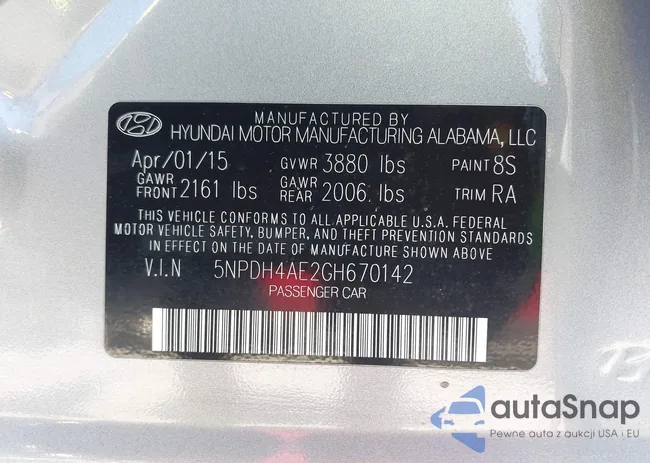 MANUFACTURED BY
HYUNDAI MOTOR MANUFACTURING ALABAMA, LLC
Apr/01/15 GVWR 3880 lbs PAINT 8S
GAWR FRONT 2161 lbs GAWR REAR 2006 lbs TRIM RA
THIS VEHICLE CONFORMS TO ALL APPLICABLE U.S.A. FEDERAL
MOTOR VEHICLE SAFETY, BUMPER, AND THEFT PREVENTION STANDARDS
IN EFFECT ON THE DATE OF MANUFACTURE SHOWN ABOVE
V.I.N 5NPDH4AE2GH670142
PASSENGER CAR
autaSnap
Pewne auta z aukcji USA i EU